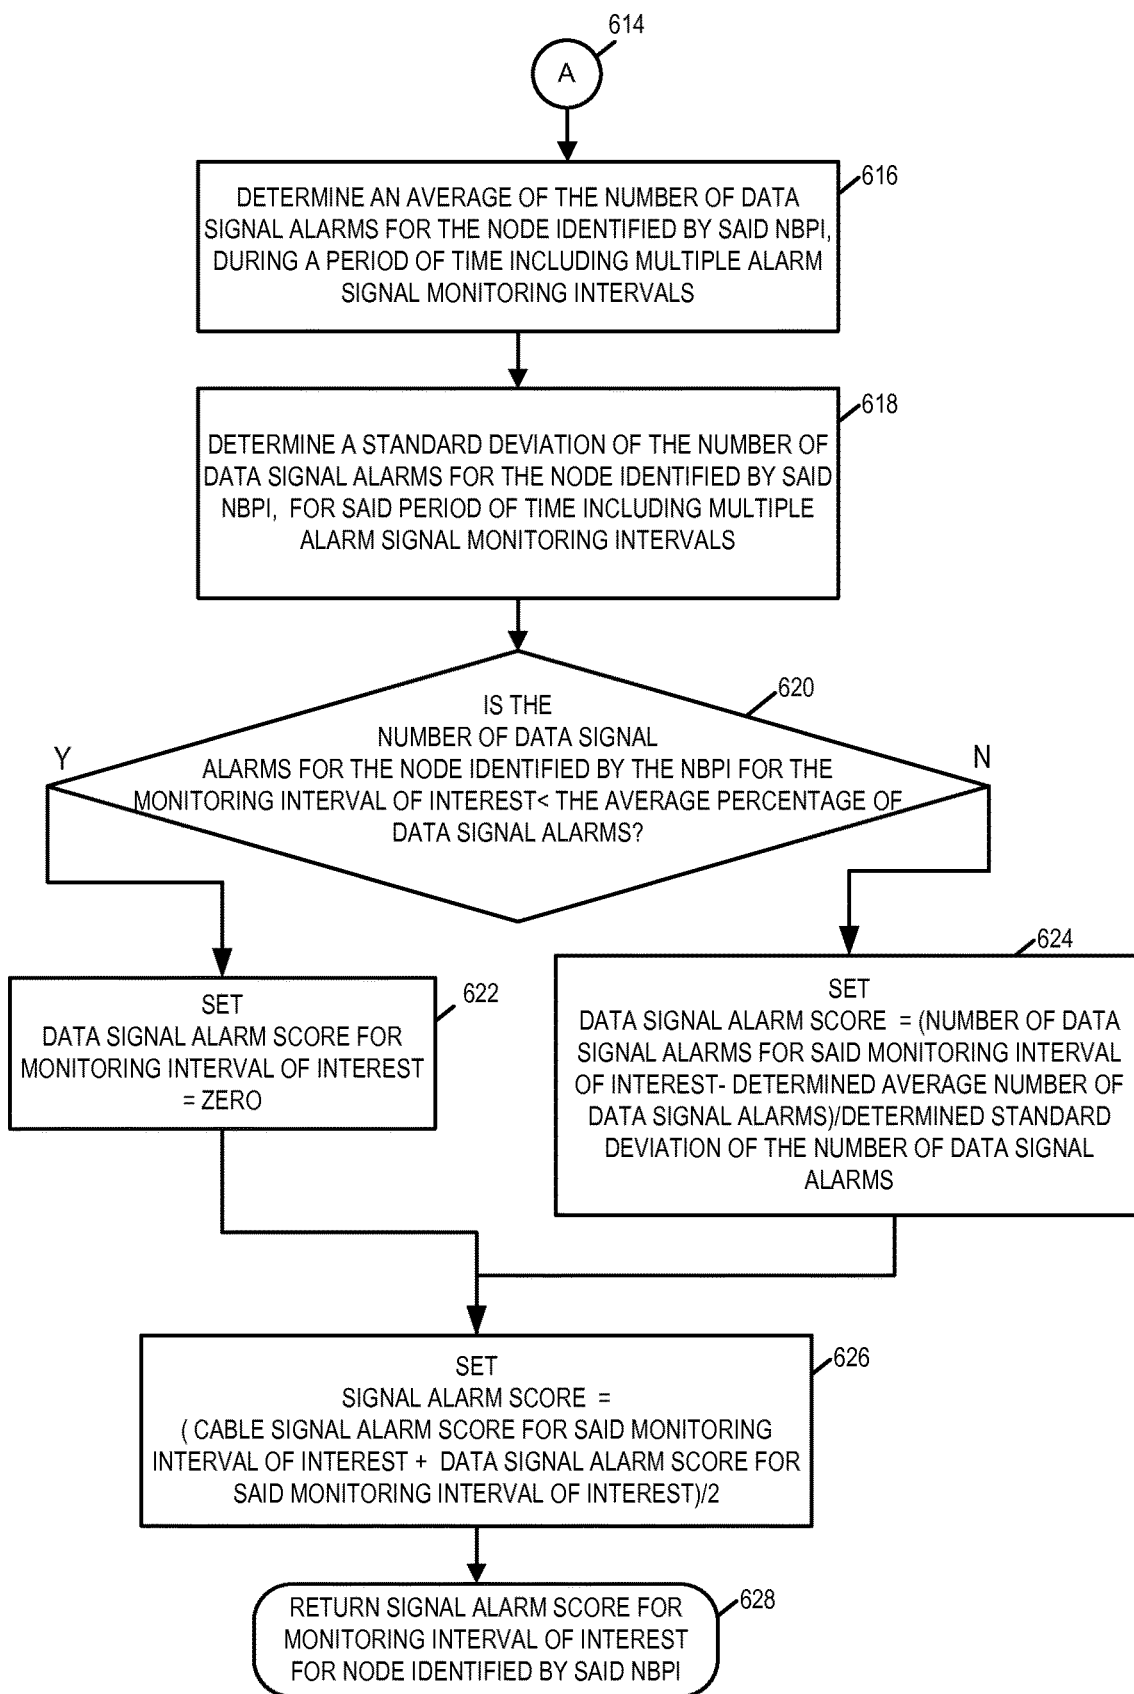 614
A
616
DETERMINE AN AVERAGE OF THE NUMBER OF DATA
SIGNAL ALARMS FOR THE NODE IDENTIFIED BY SAID NBPI,
DURING A PERIOD OF TIME INCLUDING MULTIPLE ALARM
SIGNAL MONITORING INTERVALS
618
DETERMINE A STANDARD DEVIATION OF THE NUMBER OF
DATA SIGNAL ALARMS FOR THE NODE IDENTIFIED BY SAID
NBPI, FOR SAID PERIOD OF TIME INCLUDING MULTIPLE
ALARM SIGNAL MONITORING INTERVALS
620
IS THE
NUMBER OF DATA SIGNAL
ALARMS FOR THE NODE IDENTIFIED BY THE NBPI FOR THE
MONITORING INTERVAL OF INTEREST< THE AVERAGE PERCENTAGE OF
DATA SIGNAL ALARMS?
Y
N
622
SET
DATA SIGNAL ALARM SCORE FOR
MONITORING INTERVAL OF INTEREST
= ZERO
624
SET
DATA SIGNAL ALARM SCORE = (NUMBER OF DATA
SIGNAL ALARMS FOR SAID MONITORING INTERVAL
OF INTEREST- DETERMINED AVERAGE NUMBER OF
DATA SIGNAL ALARMS)/DETERMINED STANDARD
DEVIATION OF THE NUMBER OF DATA SIGNAL
ALARMS
626
SET
SIGNAL ALARM SCORE =
( CABLE SIGNAL ALARM SCORE FOR SAID MONITORING
INTERVAL OF INTEREST + DATA SIGNAL ALARM SCORE FOR
SAID MONITORING INTERVAL OF INTEREST)/2
628
RETURN SIGNAL ALARM SCORE FOR
MONITORING INTERVAL OF INTEREST
FOR NODE IDENTIFIED BY SAID NBPI